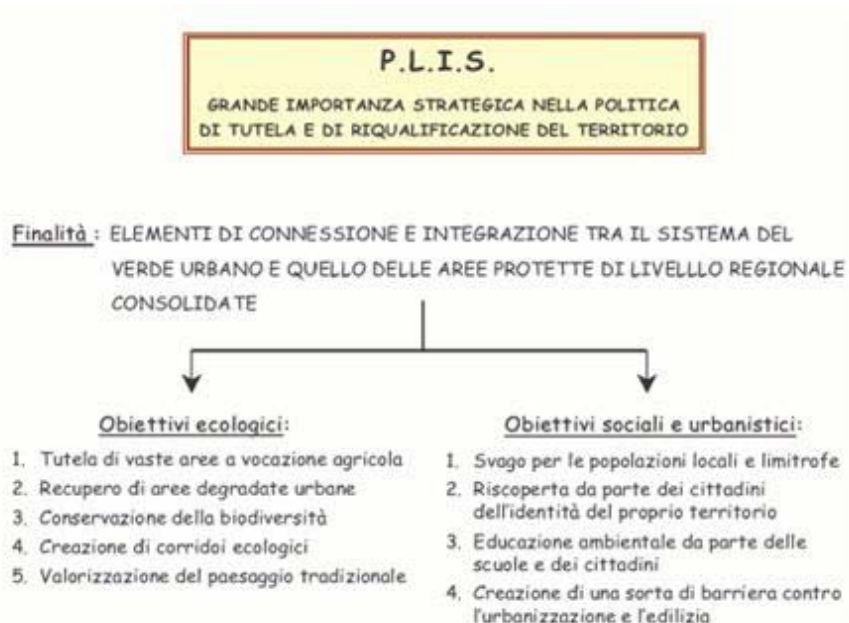 P.L.I.S.
GRANDE IMPORTANZA STRATEGICA NELLA POLITICA
DI TUTELA E DI RIQUALIFICAZIONE DEL TERRITORIO
Finalità : ELEMENTI DI CONNESSIONE E INTEGRAZIONE TRA IL SISTEMA DEL
VERDE URBANO E QUELLO DELLE AREE PROTETTE DI LIVELLLO REGIONALE
CONSOLIDATE
Obiettivi ecologici:
1. Tutela di vaste aree a vocazione agricola
2. Recupero di aree degradate urbane
3. Conservazione della biodiversità
4. Creazione di corridoi ecologici
5. Valorizzazione del paesaggio tradizionale
Obiettivi sociali e urbanistici:
1. Svago per le popolazioni locali e limitrofe
2. Riscoperta da parte dei cittadini
dell'identità del proprio territorio
3. Educazione ambientale da parte delle
scuole e dei cittadini
4. Creazione di una sorta di barriera contro
l'urbanizzazione e l'edilizia